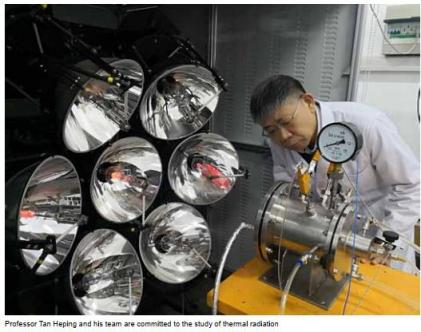 Professor Tan Heping and his team are committed to the study of thermal radiation